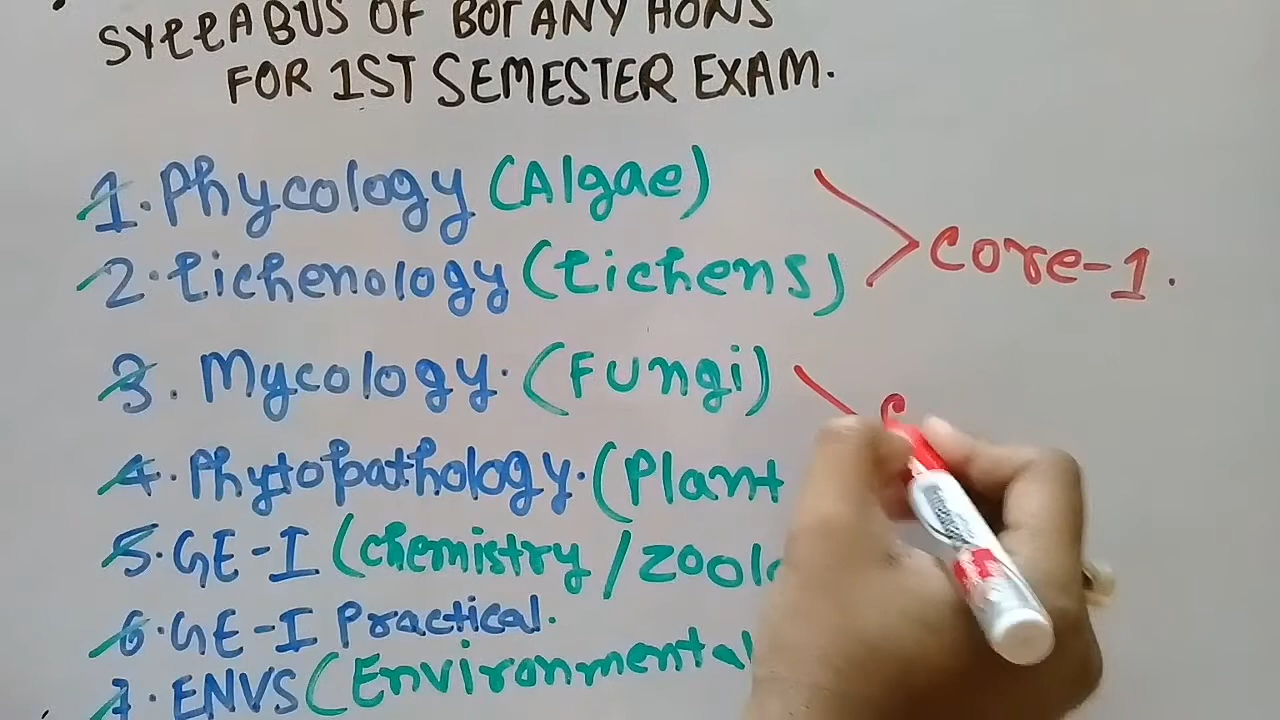 SYLLABUS OF BOTANY HONS
FOR 1ST SEMESTER EXAM.
1. Phycology (Algae)
2. Lichenology (Lichens)
Core-1.
3. Mycology. (Fungi)
4. Phytopathology. (Plant
5. GE-I (chemistry /
6. GE-I Practical.
7. ENVS (Environmental